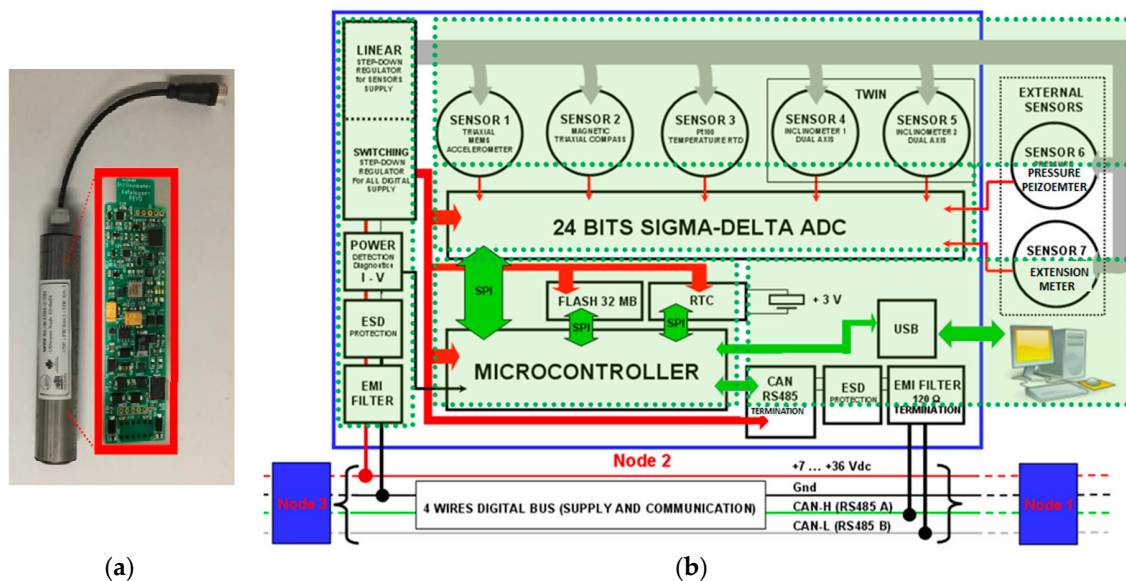 LINEAR
STEP-DOWN
REGULATOR
for SENSORS
SUPPLY
SWITCHING
STEP-DOWN
REGULATOR
For ALL DIGITAL
SUPPLY
SENSOR 1
TRIAXIAL
MEMS
ACCELEROMETER
SENSOR 2
MAGNETIC
TRIAXIAL COMPASS
SENSOR 3
Pt100
TEMPERATUIRE RTD
TWIN
SENSOR 4
INCLINOMETER 1
DUAL AXIS
SENSOR 5
INCLINOMETER 2
DUAL AXIS
EXTERNAL
SENSORS
SENSOR 6
PRESSURE
PRESSURE
PEIZOEMTER
SENSOR 7
EXTENSION
METER
24 BITS SIGMA-DELTA ADC
POWER
DETECTION
Diagnostics
I - V
ESD
PROTECTION
EMI
FILTER
SPI
FLASH 32 MB
RTC
+ 3 V
SPI
SPI
USB
MICROCONTROLLER
CAN
RS485
TERMINATION
ESD
PROTECTION
EMI FILTER
120 Ω
TERMINATION
Inclinometer
Datalogger
Node 2
+7 ... +36 Vdc
Gnd
Node 3
4 WIRES DIGITAL BUS (SUPPLY AND COMMUNICATION)
CAN-H (RS485 A)
Node 1
CAN-L (RS485 B)
(a)
(b)